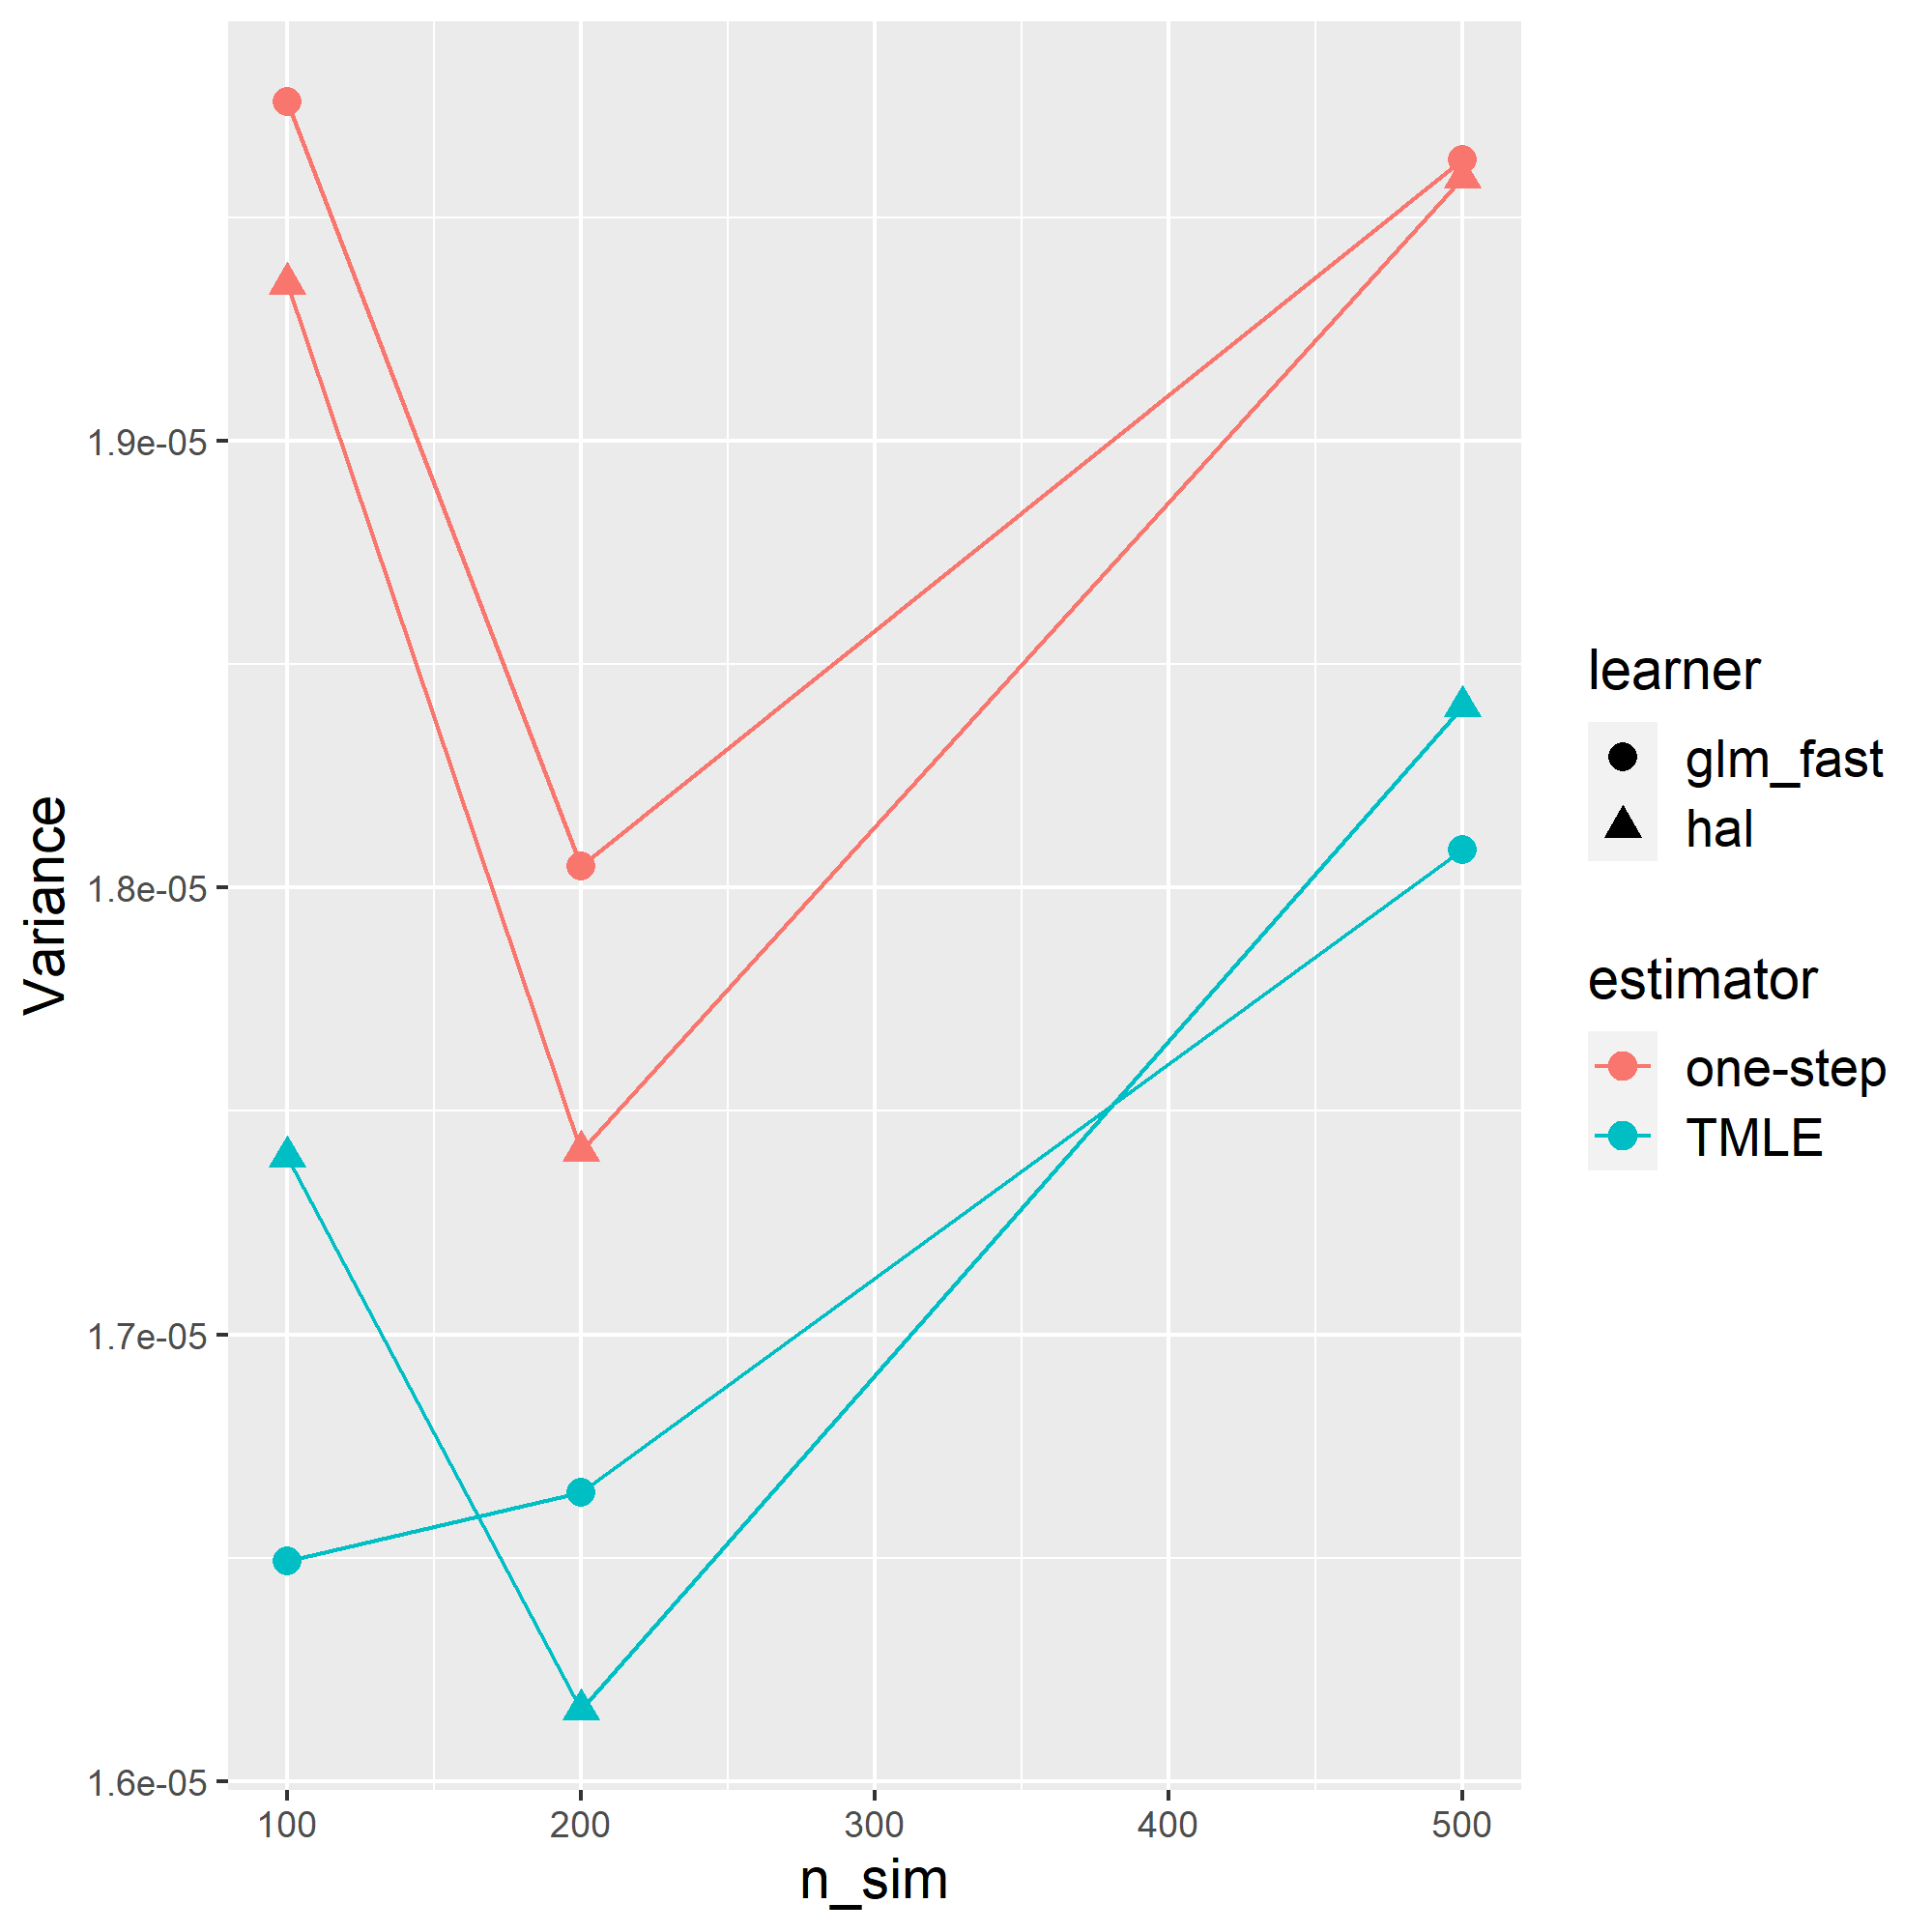 Variance
1.9e-05
1.8e-05
1.7e-05
1.6e-05
100 200 300 400 500
n_sim
learner
glm_fast
hal
estimator
one-step
TMLE